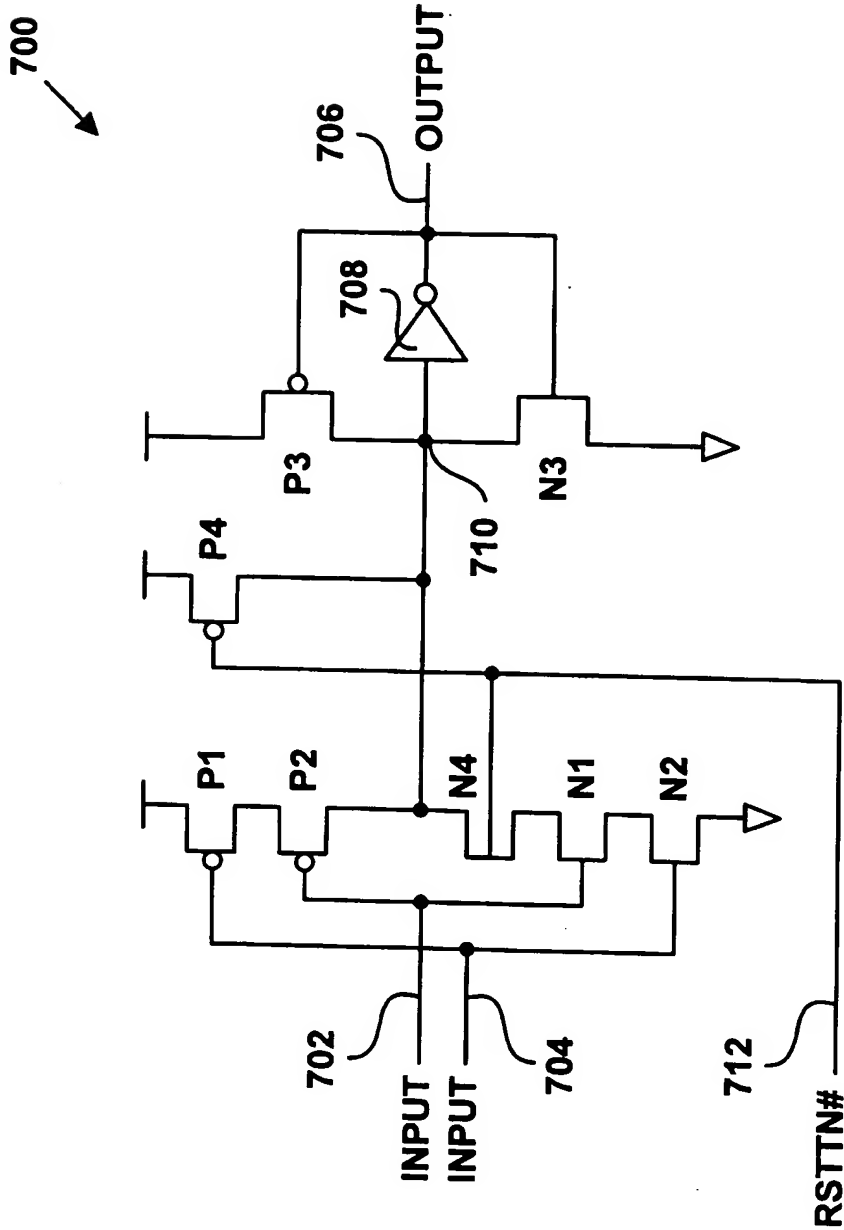 700
P1
P2
P4
P3
708
706
OUTPUT
702
INPUT
INPUT
704
N4
N1
N2
710
N3
712
RSTTN#